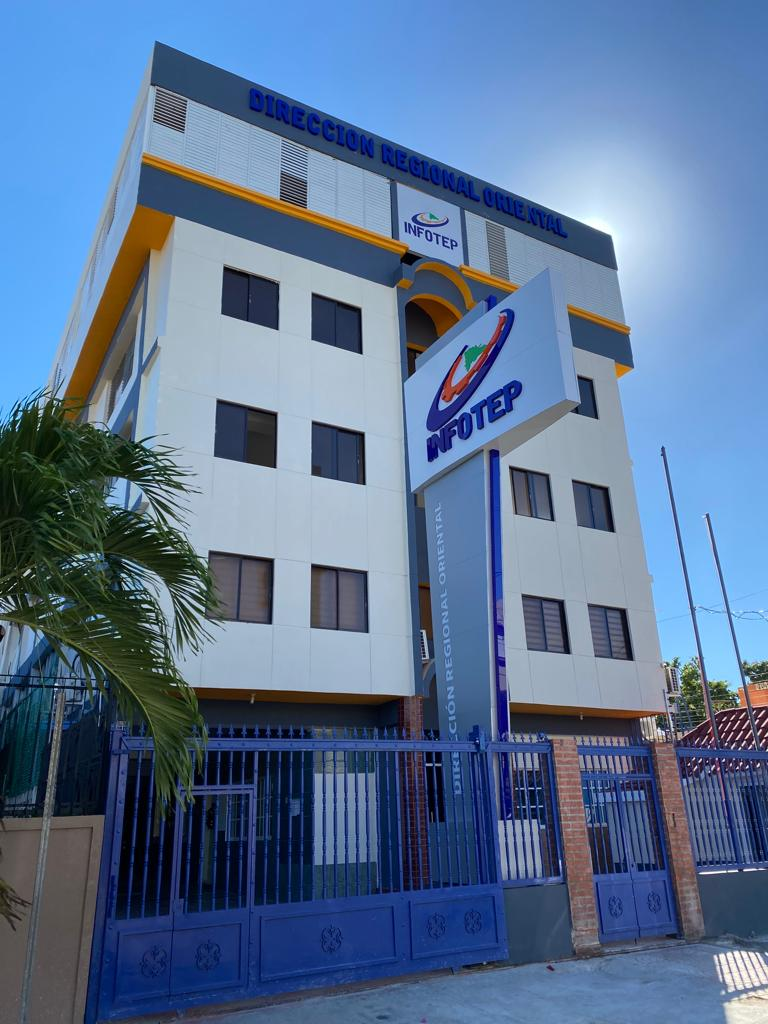 DIRECCION REGIONAL ORIENTAL
INFOTEP
INFOTEP
DIRECCIÓN REGIONAL ORIENTAL